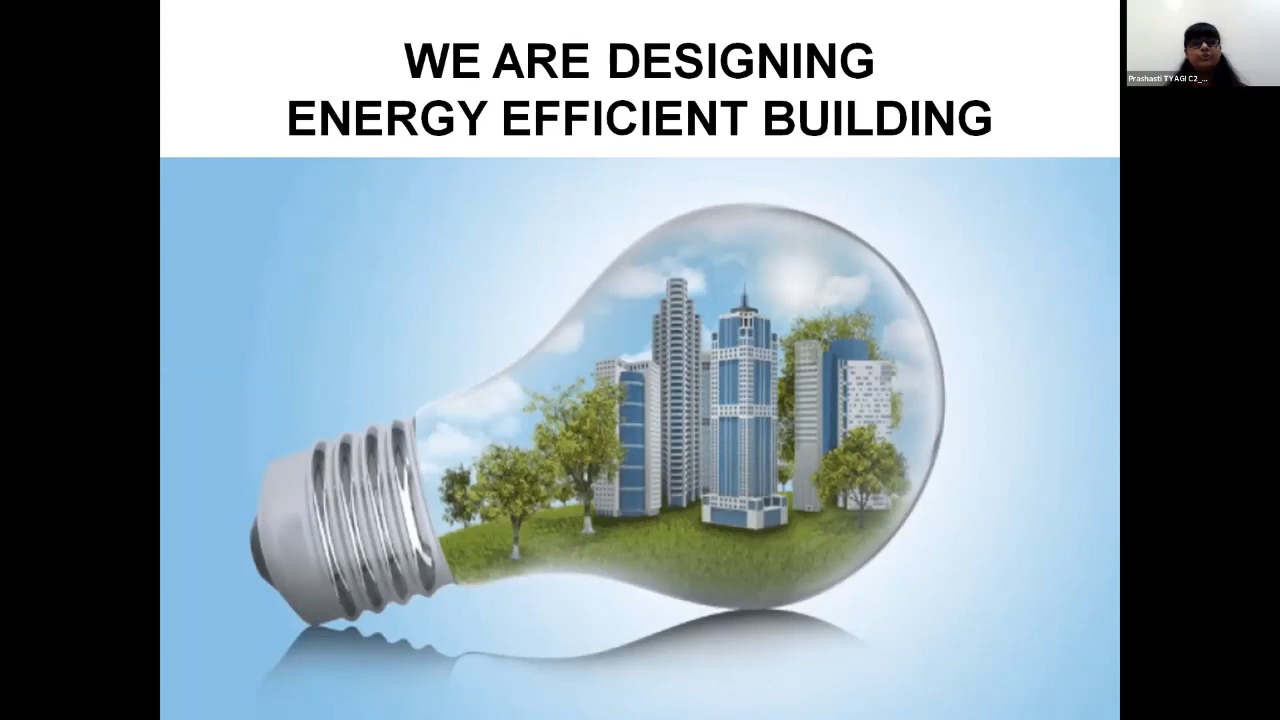 WE ARE DESIGNING
ENERGY EFFICIENT BUILDING
Prashasti TYAGI C2_...